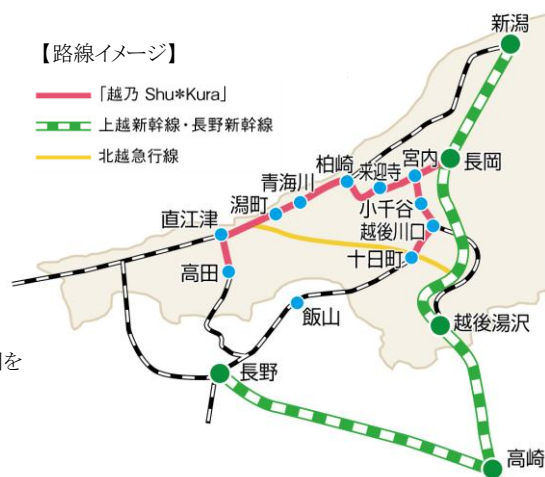 【路線イメージ】
「越乃 Shu*Kura」
上越新幹線・長野新幹線
北越急行線
新潟
長岡
宮内
来迎寺
柏崎
青海川
潟町
直江津
高田
小千谷
越後川口
十日町
飯山
越後湯沢
長野
高崎
を